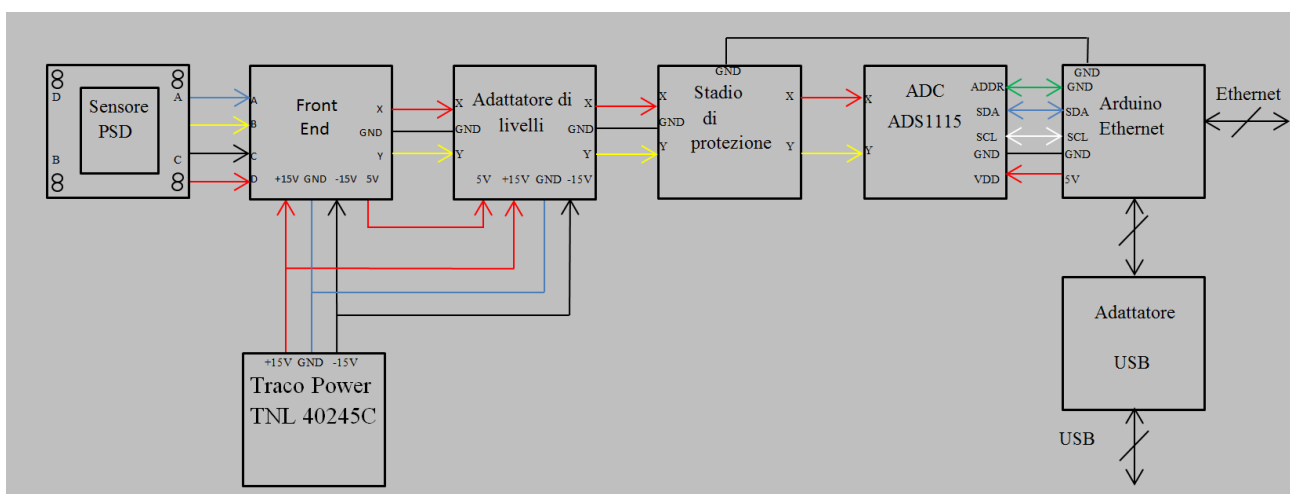 D
A
Sensore
PSD
B
C
A
B
C
D
Front
End
X
GND
Y
+15V GND -15V 5V
X
GND
Y
Adattatore di
livelli
X
GND
Y
5V +15V GND -15V
GND
X
GND
Y
Stadio
di
protezione
X
Y
X
Y
ADC
ADS1115
ADDR
SDA
SCL
GND
VDD
GND
GND
SDA
SCL
GND
5V
Arduino
Ethernet
Ethernet
+15V GND -15V
Traco Power
TNL 40245C
Adattatore
USB
USB